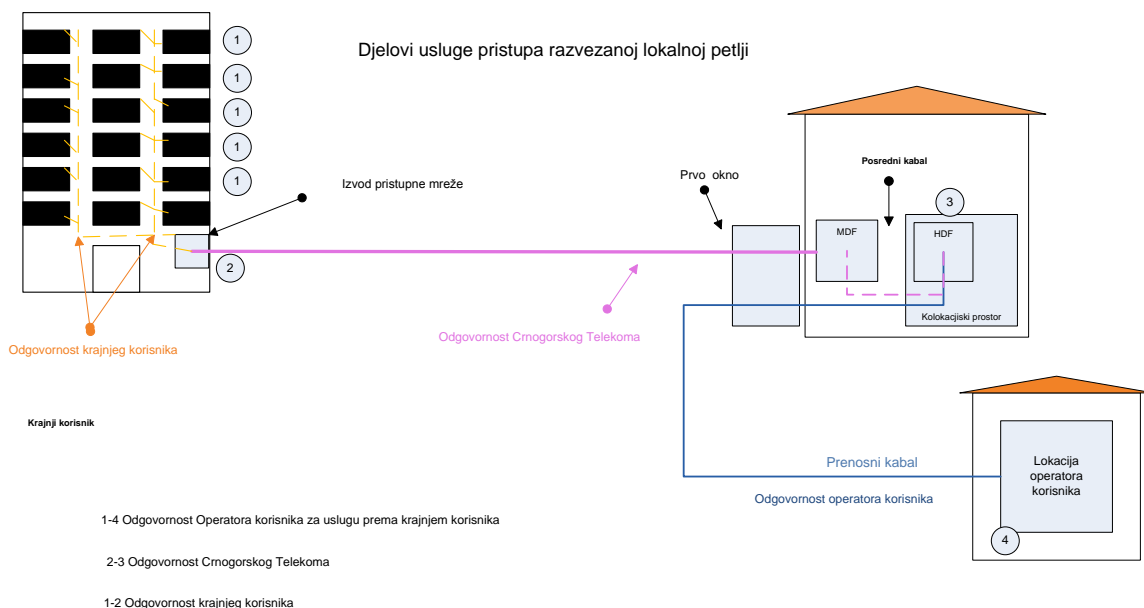 Djelovi usluge pristupa razvezanoj lokalnoj petlji
1
1
1
1
1
Izvod pristupne mreže
2
Prvo okno
Posredni kabal
3
MDF
HDF
Kolokacjiski prostor
Odgovornost krajnjeg korisnika
Odgovornost Crnogorskog Telekoma
Krajnji korisnik
Prenosni kabal
Odgovornost operatora korisnika
Lokacija
operatora
korisnika
4
1-4 Odgovornost Operatora korisnika za uslugu prema krajnjem korisnika
2-3 Odgovornost Crnogorskog Telekoma
1-2 Odgovornost krajnjeg korisnika